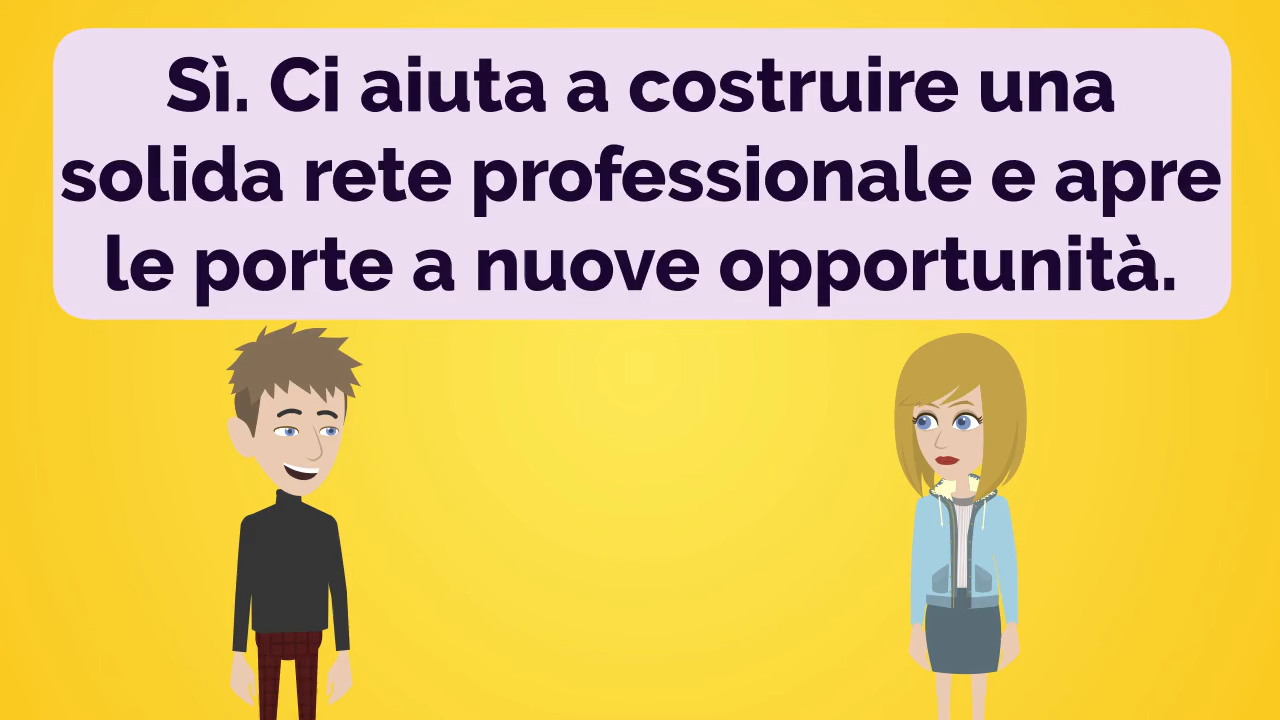 Sì. Ci aiuta a costruire una
solida rete professionale e apre
le porte a nuove opportunità.